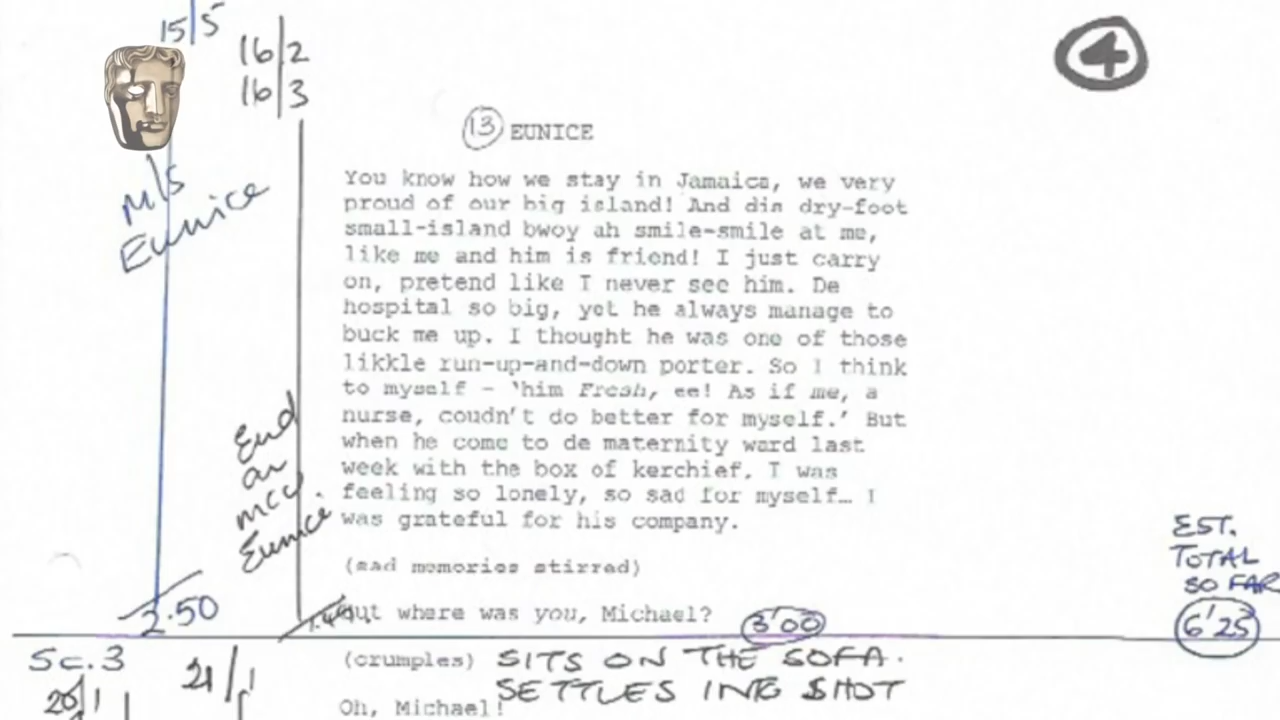 15/5
16/2
16/3
4
13 EUNICE
M/S
Eunice
You know how we stay in Jamaica, we very
proud of our big island! And dis dry-foot
small-island bwoy ah smile-smile at me,
like me and him is friend! I just carry
on, pretend like I never see him. De
hospital so big, yet he always manage to
buck me up. I thought he was one of those
likkle run-up-and-down porter. So I think
to myself – 'him Fresh, ee! As if me, a
nurse, coudn't do better for myself.' But
when he come to de maternity ward last
week with the box of kerchief, I was
feeling so lonely, so sad for myself… I
was grateful for his company.
End
on
MCU
Eunice.
(sad memories stirred)
EST.
TOTAL
SO FAR
6'25
2.50
But where was you, Michael?
3'00
Sc.3
20/1
21/1
(crumples) SITS ON THE SOFA.
SETTLES INTO SHOT
Oh, Michael!